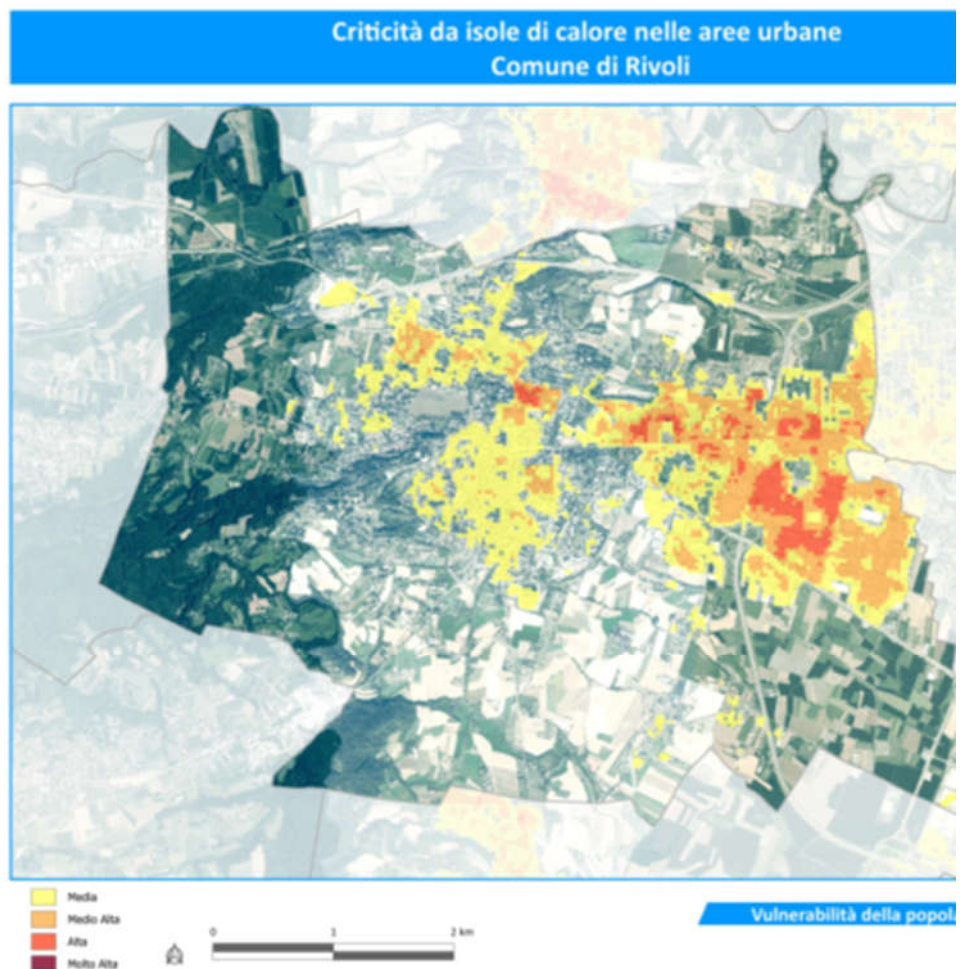 Criticità da isole di calore nelle aree urbane
Comune di Rivoli
Media
Medio Alta
Alta
Molto Alta
0 1 2 km
Vulnerabilità della popola